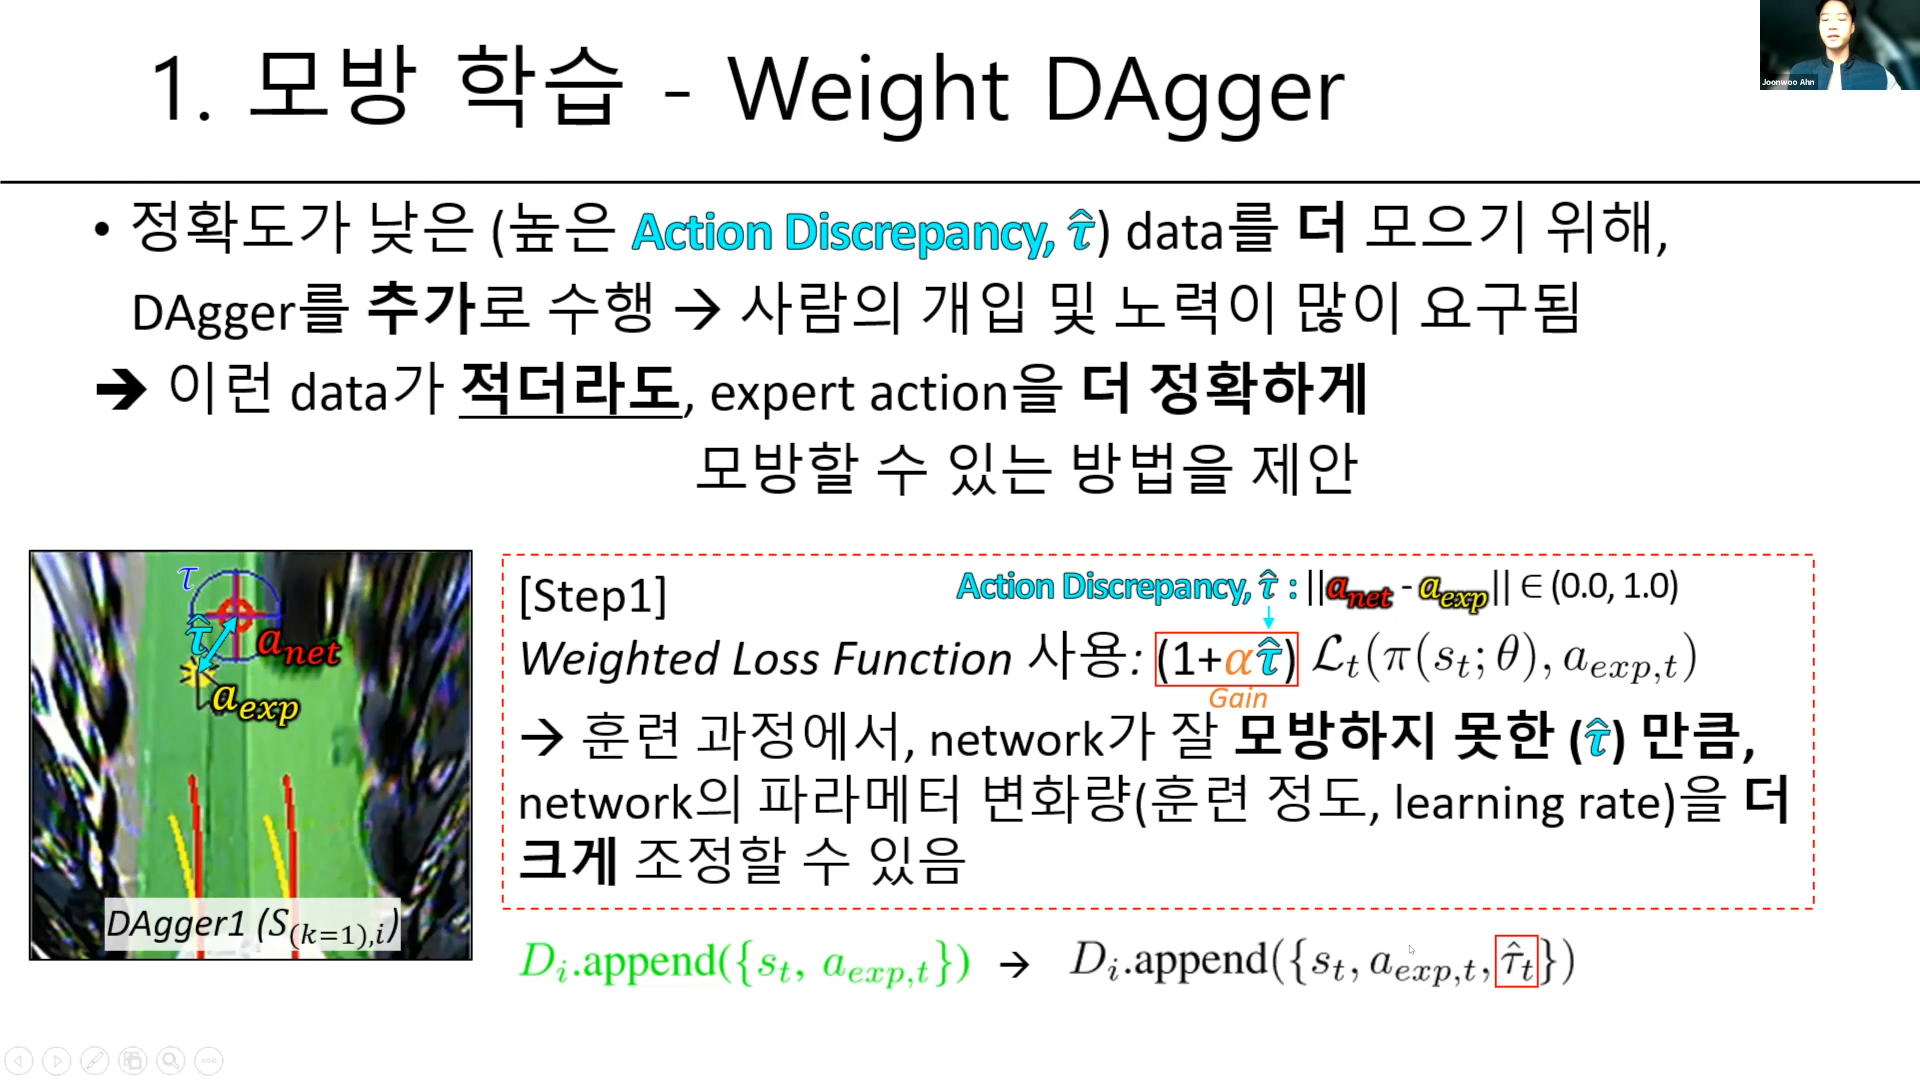 1. 모방 학습 - Weight DAgger
Joonwoo Ahn
• 정확도가 낮은 (높은 Action Discrepancy, τ̂) data를 더 모으기 위해,
DAgger를 추가로 수행 → 사람의 개입 및 노력이 많이 요구됨
➔ 이런 data가 적더라도, expert action을 더 정확하게
모방할 수 있는 방법을 제안
τ
τ̂
a_net
a_exp
DAgger1 (S_(k=1),i)
[Step1]
Action Discrepancy, τ̂ : ||a_net - a_exp|| ∈ (0.0, 1.0)
Weighted Loss Function 사용: (1+ατ̂) ℒ_t(π(s_t; θ), a_exp,t)
Gain
→ 훈련 과정에서, network가 잘 모방하지 못한 (τ̂) 만큼,
network의 파라메터 변화량(훈련 정도, learning rate)을 더
크게 조정할 수 있음
D_i.append({s_t, a_exp,t}) → D_i.append({s_t, a_exp,t, τ̂_t})